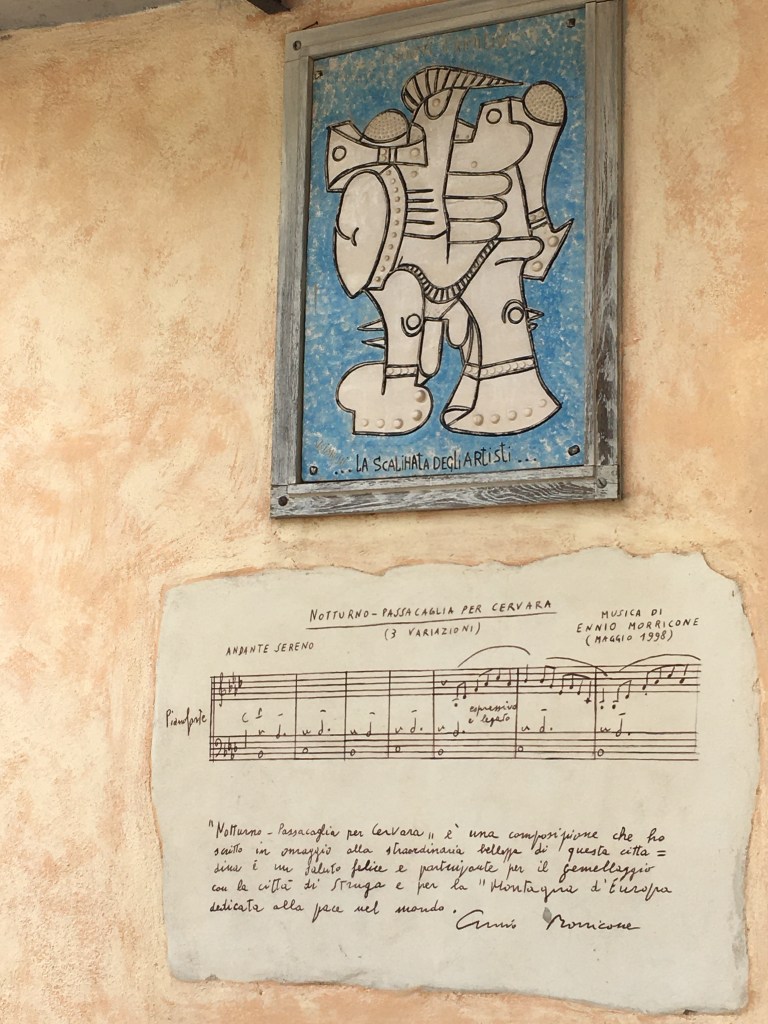 ... LA SCALINATA DEGLI ARTISTI ...
NOTTURNO - PASSACAGLIA PER CERVARA
(3 VARIAZIONI)
MUSICA DI
ENNIO MORRICONE
(MAGGIO 1998)
ANDANTE SERENO
Pianoforte
espressivo
e legato
"Notturno - Passacaglia per Cervara" è una composizione che ho
scritto in omaggio alla straordinaria bellezza di questa citta=
dina è un saluto felice e partecipante per il gemellaggio
con la città di Struga e per la "Montagna d'Europa
dedicata alla pace nel mondo.
Ennio Morricone